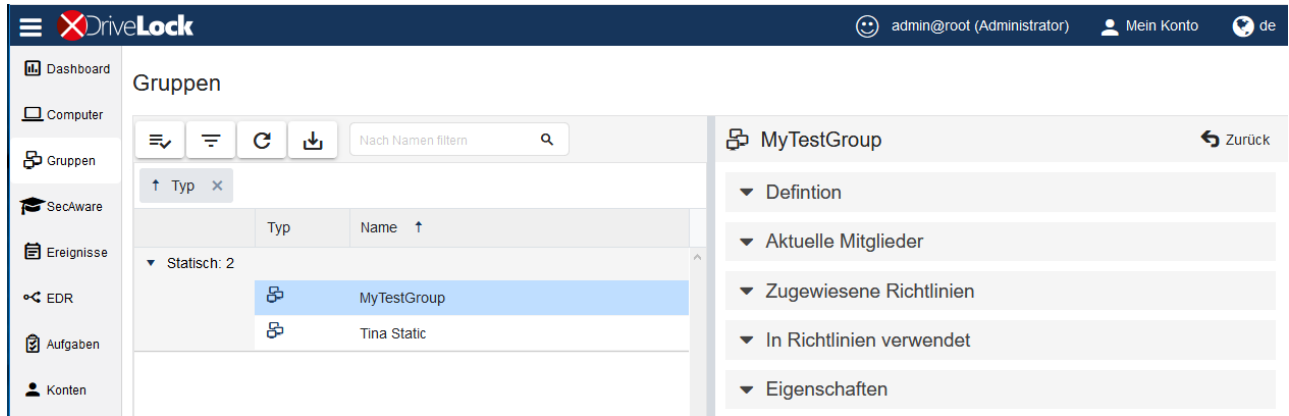 DriveLock
admin@root (Administrator)
Mein Konto
de
Dashboard
Computer
Gruppen
SecAware
Ereignisse
EDR
Aufgaben
Konten
Gruppen
Nach Namen filtern
↑ Typ ×
Typ Name ↑
Statisch: 2
MyTestGroup
Tina Static
MyTestGroup
Zurück
Defintion
Aktuelle Mitglieder
Zugewiesene Richtlinien
In Richtlinien verwendet
Eigenschaften